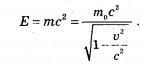 E = mc² = m₀c² / √(1 − v²/c²) .